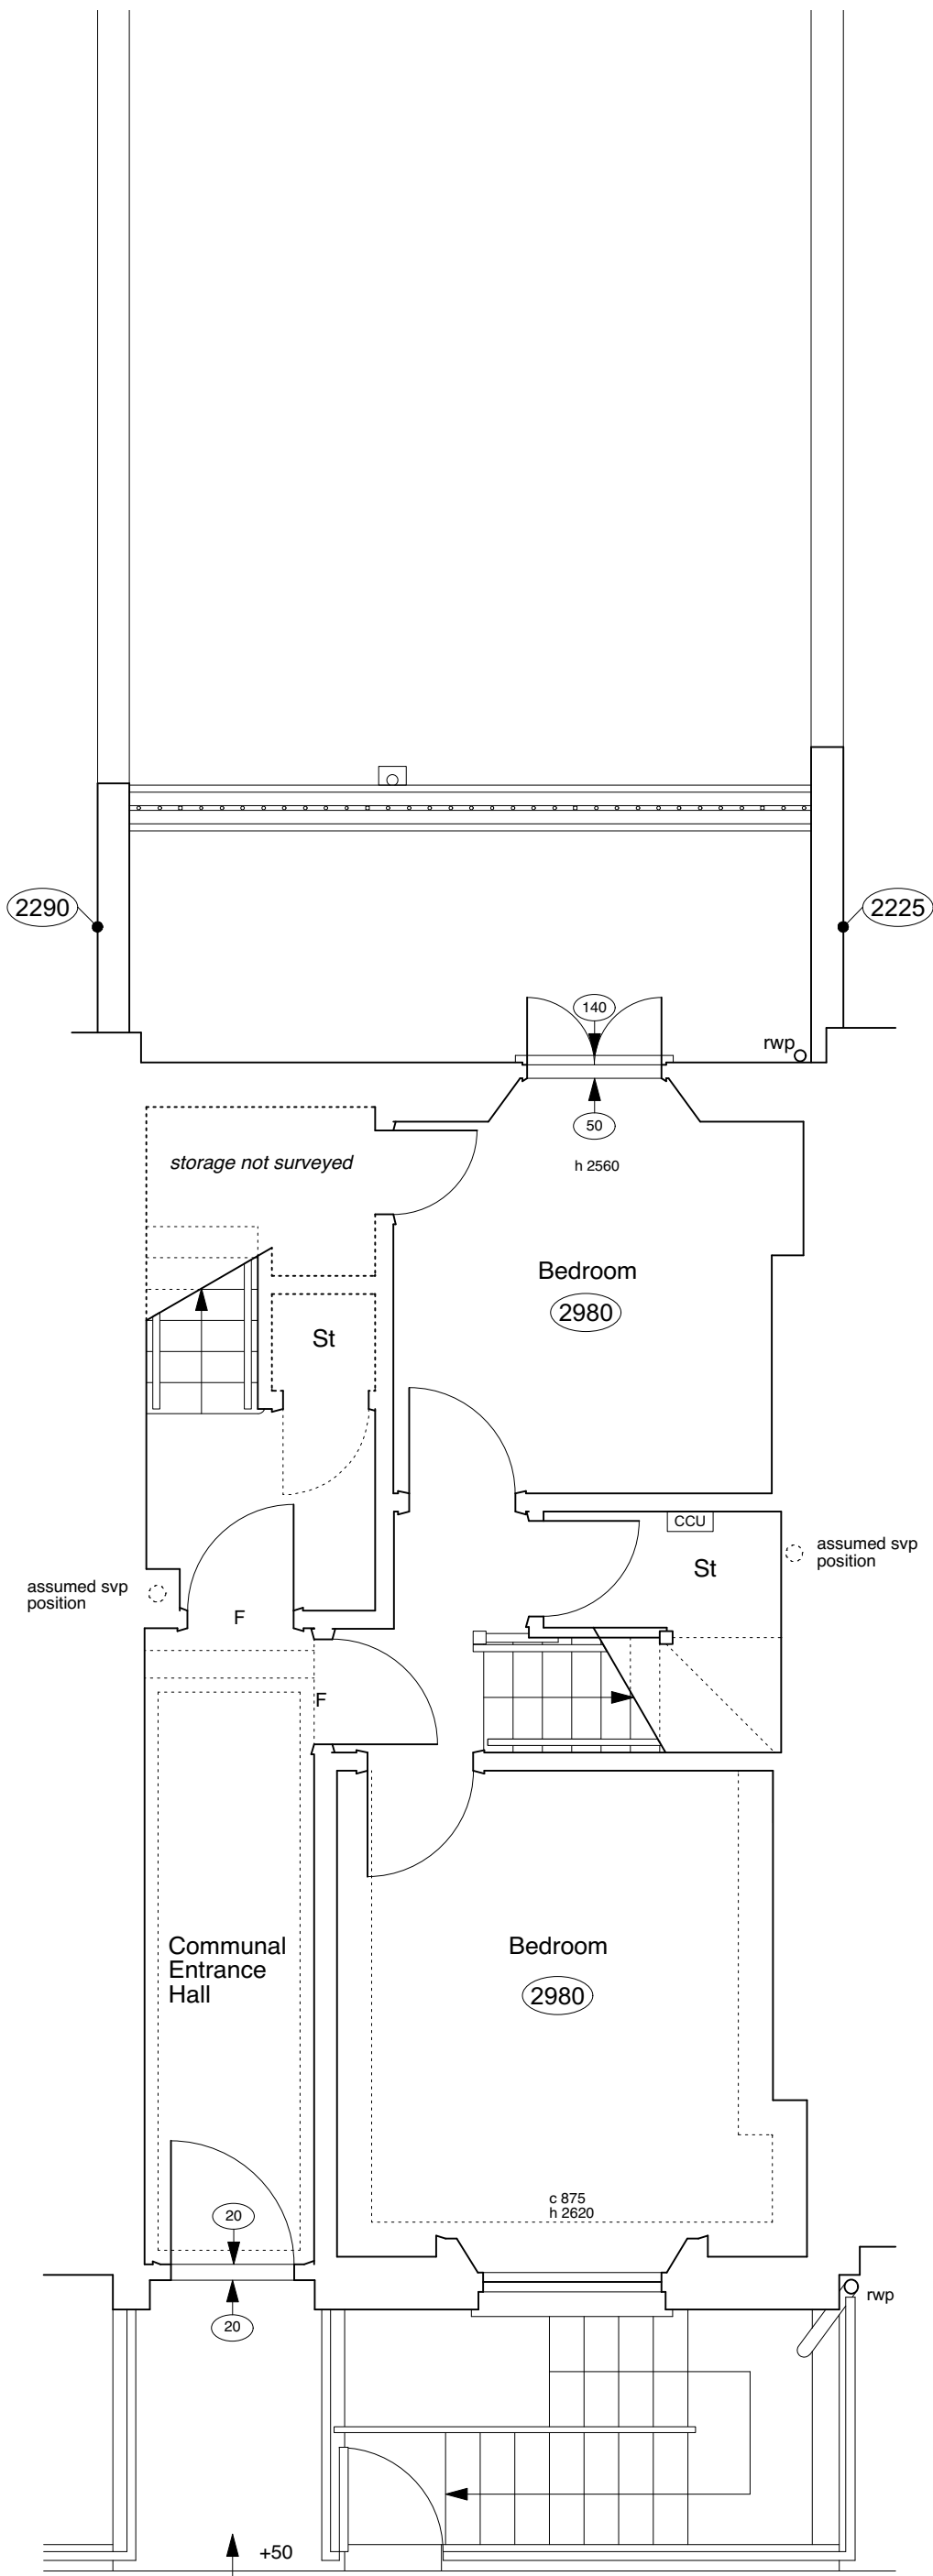 2290
2225
140
rwp
50
h 2560
storage not surveyed
Bedroom
2980
St
CCU
St
assumed svp
position
assumed svp
position
F
F
Communal
Entrance
Hall
Bedroom
2980
c 875
h 2620
20
20
rwp
+50